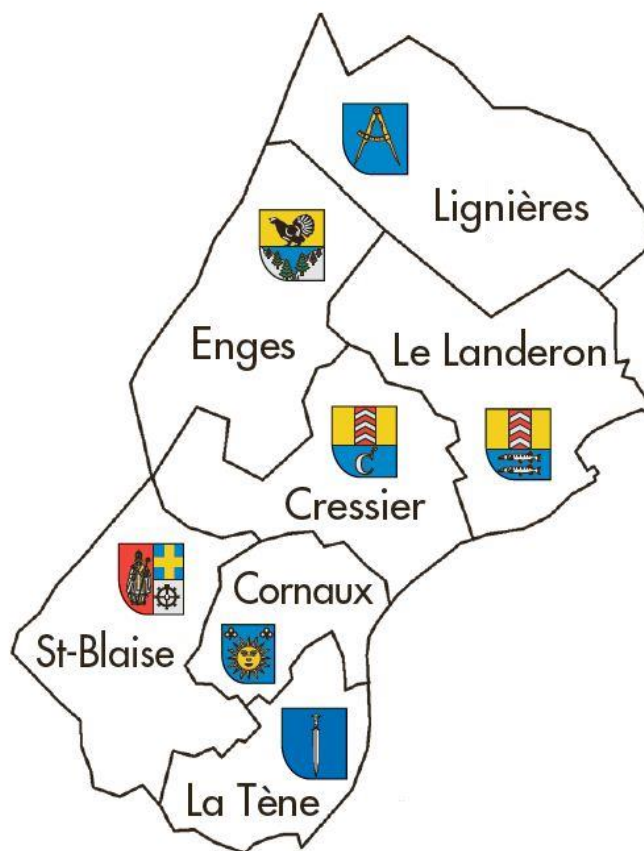 Lignières
Enges
Le Landeron
C
Cressier
Cornaux
St-Blaise
La Tène